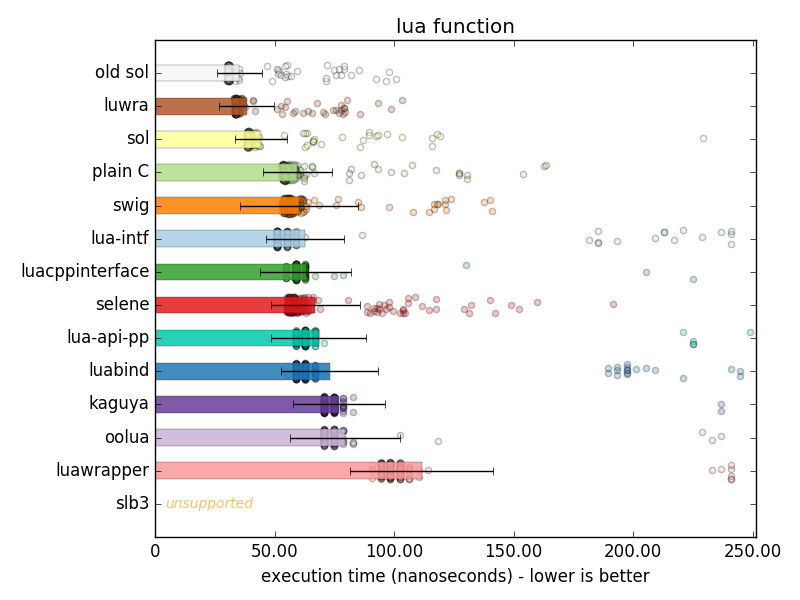 lua function
old sol
luwra
sol
plain C
swig
lua-intf
luacppinterface
selene
lua-api-pp
luabind
kaguya
oolua
luawrapper
slb3 unsupported
0 50.00 100.00 150.00 200.00 250.00
execution time (nanoseconds) - lower is better